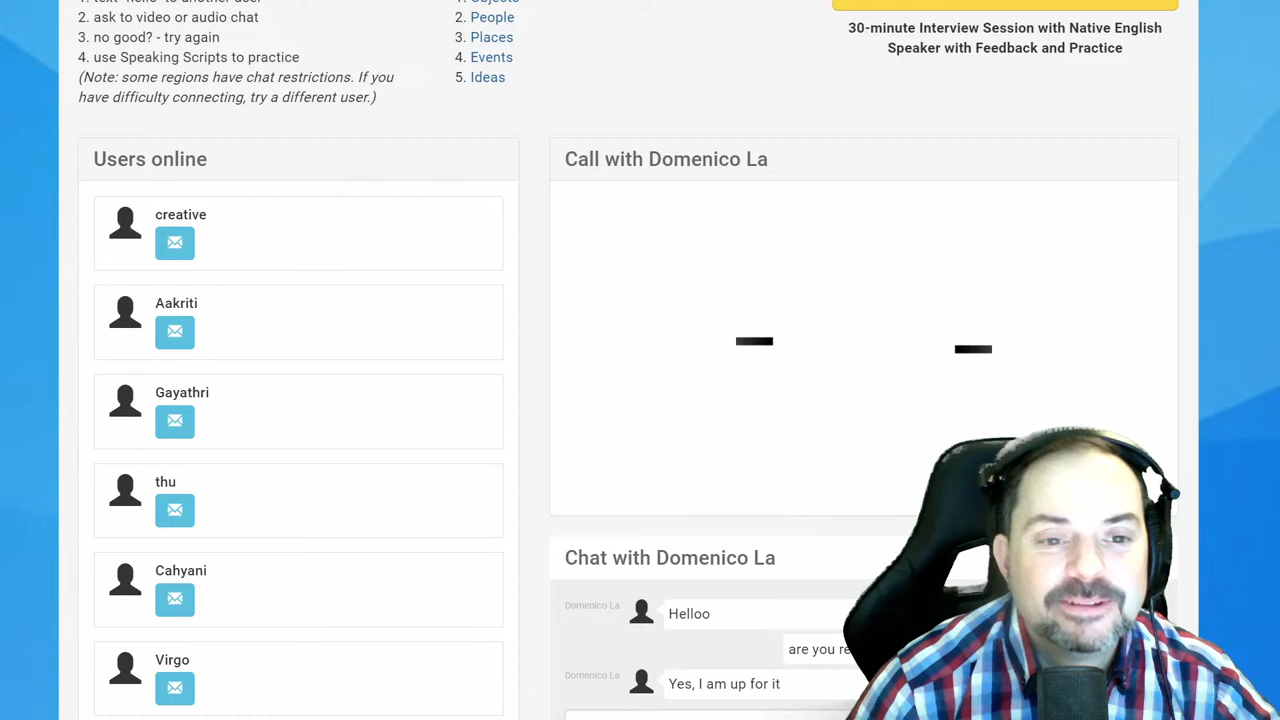 2. ask to video or audio chat
3. no good? - try again
4. use Speaking Scripts to practice
(Note: some regions have chat restrictions. If you
have difficulty connecting, try a different user.)
2. People
3. Places
4. Events
5. Ideas
30-minute Interview Session with Native English
Speaker with Feedback and Practice
Users online
creative
Aakriti
Gayathri
thu
Cahyani
Virgo
Call with Domenico La
Chat with Domenico La
Domenico La
Helloo
are you
Domenico La
Yes, I am up for it